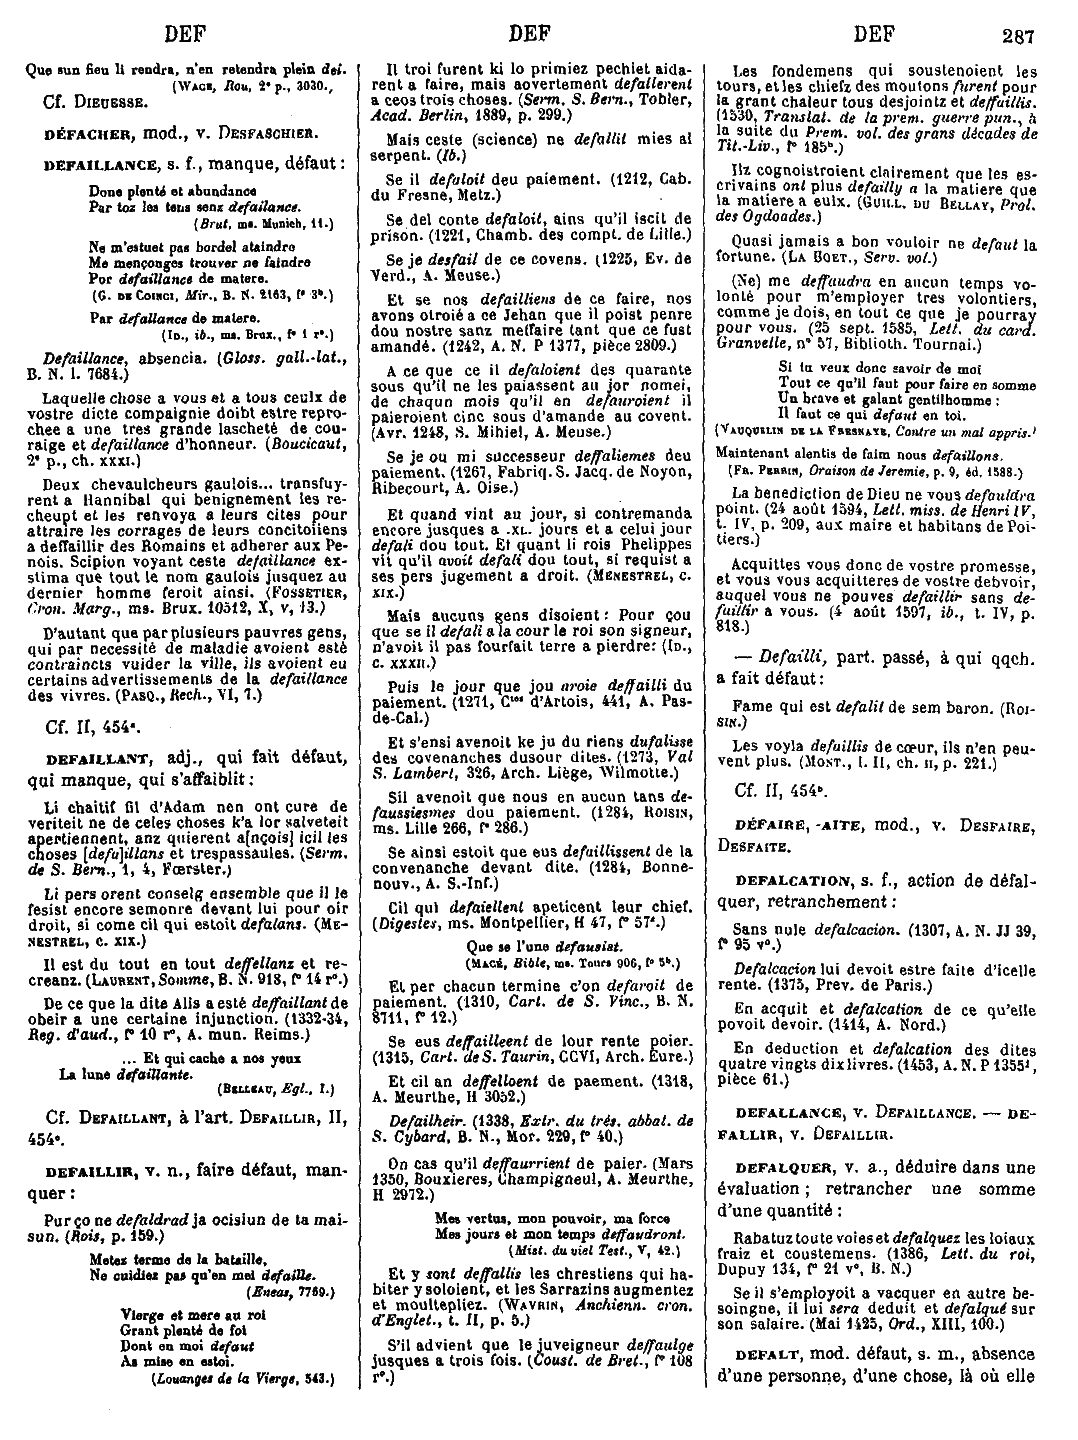 DEF
DEF
DEF
287
Que sun fieu li rendra, n'en retendra plein dei.
(WACE, Rou, 2e p., 3030.,
Cf. DIEUESSE.
DÉFACHER, mod., v. DESFASCHIER.
DEFAILLANCE, s. f., manque, défaut :
Done plenté et abundance
Par toz les tens senz defailance.
(Brut, ms. Munich, 11.)
Ne m'estuet pas bordel ataindre
Me mençonges trouver ne faindre
Por defaillance de matere.
(G. DE COINCI, Mir., B. N. 2163, f° 3b.)
Par defallance de matere.
(ID., ib., ms. Brux., f° 1 r°.)
Defaillance, absencia. (Gloss. gall.-lat.,
B. N. l. 7684.)
Laquelle chose a vous et a tous ceulx de
vostre dicte compaignie doibt estre repro-
chee a une tres grande lascheté de cou-
raige et defaillance d'honneur. (Boucicaut,
2e p., ch. XXXI.)
Deux chevaulcheurs gaulois... transfuy-
rent a Hannibal qui benignement les re-
cheupt et les renvoya a leurs cites pour
attraire les corrages de leurs concitoiiens
a deffaillir des Romains et adherer aux Pe-
nois. Scipion voyant ceste defaillance ex-
stima que tout le nom gaulois jusquez au
dernier homme feroit ainsi. (FOSSETIER,
Cron. Marg., ms. Brux. 10512, X, v, 13.)
D'autant que par plusieurs pauvres gens,
qui par necessité de maladie avoient esté
contraincts vuider la ville, ils avoient eu
certains advertissements de la defaillance
des vivres. (PASQ., Rech., VI, 7.)
Cf. II, 454a.
DEFAILLANT, adj., qui fait défaut,
qui manque, qui s'affaiblit :
Li chaitif fil d'Adam nen ont cure de
veriteit ne de celes choses k'a lor salveteit
apertiennent, anz quierent a[nçois] icil les
choses [defa]illans et trespassaules. (Serm.
de S. Bern., 1, 4, Fœrster.)
Li pers orent conselg ensemble que il le
fesist encore semonre devant lui pour oir
droit, si come cil qui estoit defalans. (ME-
NESTREL, c. XIX.)
Il est du tout en tout deffellanz et re-
creanz. (LAURENT, Somme, B. N. 918, f° 14 r°.)
De ce que la dite Alis a esté deffaillant de
obeir a une certaine injunction. (1332-34,
Reg. d'aud., f° 10 r°, A. mun. Reims.)
... Et qui cache a nos yeux
La lune defaillante.
(BELLEAU, Egl., I.)
Cf. DEFAILLANT, à l'art. DEFAILLIR, II,
454c.
DEFAILLIR, v. n., faire défaut, man-
quer :
Pur ço ne defaldrad ja ocisiun de ta mai-
sun. (Rois, p. 159.)
Metez terme de la bataille,
Ne cuidiez pas qu'en mei defaille.
(Eneas, 7769.)
Vierge et mere au roi
Grant plenté de foi
Dont en moi defaut
As mise en estoi.
(Louanges de la Vierge, 543.)
Il troi furent ki lo primiez pechiet aida-
rent a faire, mais aovertement defallerent
a ceos trois choses. (Serm. S. Bern., Tobler,
Acad. Berlin, 1889, p. 299.)
Mais ceste (science) ne defallit mies al
serpent. (Ib.)
Se il defaloit deu paiement. (1212, Cab.
du Fresne, Metz.)
Se del conte defaloit, ains qu'il iscit de
prison. (1221, Chamb. des compt. de Lille.)
Se je desfail de ce covens. (1225, Ev. de
Verd., A. Meuse.)
Et se nos defailliens de ce faire, nos
avons otroié a ce Jehan que il poist penre
dou nostre sanz meffaire tant que ce fust
amandé. (1242, A. N. P 1377, pièce 2809.)
A ce que ce il defaloient des quarante
sous qu'il ne les paiassent au jor nomei,
de chaqun mois qu'il en defauroient il
paieroient cinc sous d'amande au covent.
(Avr. 1248, S. Mihiel, A. Meuse.)
Se je ou mi successeur deffaliemes deu
paiement. (1267, Fabriq. S. Jacq. de Noyon,
Ribecourt, A. Oise.)
Et quand vint au jour, si contremanda
encore jusques a .XL. jours et a celui jour
defali dou tout. Et quant li rois Phelippes
vit qu'il avoit defali dou tout, si requist a
ses pers jugement a droit. (MENESTREL, c.
XIX.)
Mais aucuns gens disoient : Pour çou
que se il defali a la cour le roi son signeur,
n'avoit il pas fourfait terre a pierdre: (ID.,
c. XXXII.)
Puis le jour que jou aroie deffailli du
paiement. (1271, Ctes d'Artois, 441, A. Pas-
de-Cal.)
Et s'ensi avenoit ke ju du riens dufalisse
des covenanches dusour dites. (1273, Val
S. Lambert, 326, Arch. Liège, Wilmotte.)
Sil avenoit que nous en aucun tans de-
faussiesmes dou paiement. (1284, ROISIN,
ms. Lille 266, f° 286.)
Se ainsi estoit que eus defaillissent de la
convenanche devant dite. (1284, Bonne-
nouv., A. S.-Inf.)
Cil qui defaiellent apeticent leur chief.
(Digestes, ms. Montpellier, H 47, f° 57d.)
Que se l'une defausist.
(MACÉ, Bible, ms. Tours 906, f° 5b.)
Et per chacun termine c'on defaroit de
paiement. (1310, Cart. de S. Vinc., B. N.
8711, f° 12.)
Se eus deffailleent de lour rente poier.
(1315, Cart. de S. Taurin, CCVI, Arch. Eure.)
Et cil an deffelloent de paement. (1318,
A. Meurthe, H 3052.)
Defailheir. (1338, Extr. du trés. abbat. de
S. Cybard, B. N., Mor. 229, f° 40.)
On cas qu'il deffaurrient de paier. (Mars
1350, Bouxieres, Champigneul, A. Meurthe,
H 2972.)
Mes vertus, mon pouvoir, ma force
Mes jours et mon temps deffaudront.
(Mist. du viel Test., V, 42.)
Et y sont deffallis les chrestiens qui ha-
biter y soloient, et les Sarrazins augmentez
et moultepliez. (WAVRIN, Anchienn. cron.
d'Englet., t. II, p. 5.)
S'il advient que le juveigneur deffaulge
jusques a trois fois. (Coust. de Bret., f° 108
r°.)
Les fondemens qui soustenoient les
tours, et les chiefz des moutons furent pour
la grant chaleur tous desjointz et deffaillis.
(1530, Translat. de la prem. guerre pun., à
la suite du Prem. vol. des grans décades de
Tit.-Liv., f° 185b.)
Ilz cognoistroient clairement que les es-
crivains ont plus defailly a la matiere que
la matiere a eulx. (GUILL. DU BELLAY, Prol.
des Ogdoades.)
Quasi jamais a bon vouloir ne defaut la
fortune. (LA BOET., Serv. vol.)
(Ne) me deffaudra en aucun temps vo-
lonté pour m'employer tres volontiers,
comme je dois, en tout ce que je pourray
pour vous. (25 sept. 1585, Lett. du card.
Granvelle, n° 57, Biblioth. Tournai.)
Si tu veux donc savoir de moi
Tout ce qu'il faut pour faire en somme
Un brave et galant gentilhomme :
Il faut ce qui defaut en toi.
(VAUQUELIN DE LA FRESNAYE, Contre un mal appris.)
Maintenant alentis de faim nous defaillons.
(FR. PERRIN, Oraison de Jeremie, p. 9, éd. 1588.)
La benediction de Dieu ne vous defauldra
point. (24 août 1594, Lett. miss. de Henri IV,
t. IV, p. 209, aux maire et habitans de Poi-
tiers.)
Acquittes vous donc de vostre promesse,
et vous vous acquitteres de vostre debvoir,
auquel vous ne pouves defaillir sans de-
faillir a vous. (4 août 1597, ib., t. IV, p.
818.)
— Defailli, part. passé, à qui qqch.
a fait défaut :
Fame qui est defalit de sem baron. (ROI-
SIN.)
Les voyla defaillis de cœur, ils n'en peu-
vent plus. (MONT., l. II, ch. II, p. 221.)
Cf. II, 454b.
DÉFAIRE, -AITE, mod., v. DESFAIRE,
DESFAITE.
DEFALCATION, s. f., action de défal-
quer, retranchement :
Sans nule defalcacion. (1307, A. N. JJ 39,
f° 95 v°.)
Defalcacion lui devoit estre faite d'icelle
rente. (1375, Prev. de Paris.)
En acquit et defalcation de ce qu'elle
povoit devoir. (1414, A. Nord.)
En deduction et defalcation des dites
quatre vingts dix livres. (1453, A. N. P 1355¹,
pièce 61.)
DEFALLANCE, v. DEFAILLANCE. — DE-
FALLIR, v. DEFAILLIR.
DEFALQUER, v. a., déduire dans une
évaluation ; retrancher une somme
d'une quantité :
Rabatuz toute voies et defalquez les loiaux
fraiz et coustemens. (1386, Lett. du roi,
Dupuy 134, f° 21 v°, B. N.)
Se il s'employoit a vacquer en autre be-
soingne, il lui sera deduit et defalqué sur
son salaire. (Mai 1425, Ord., XIII, 100.)
DEFALT, mod. défaut, s. m., absence
d'une personne, d'une chose, là où elle